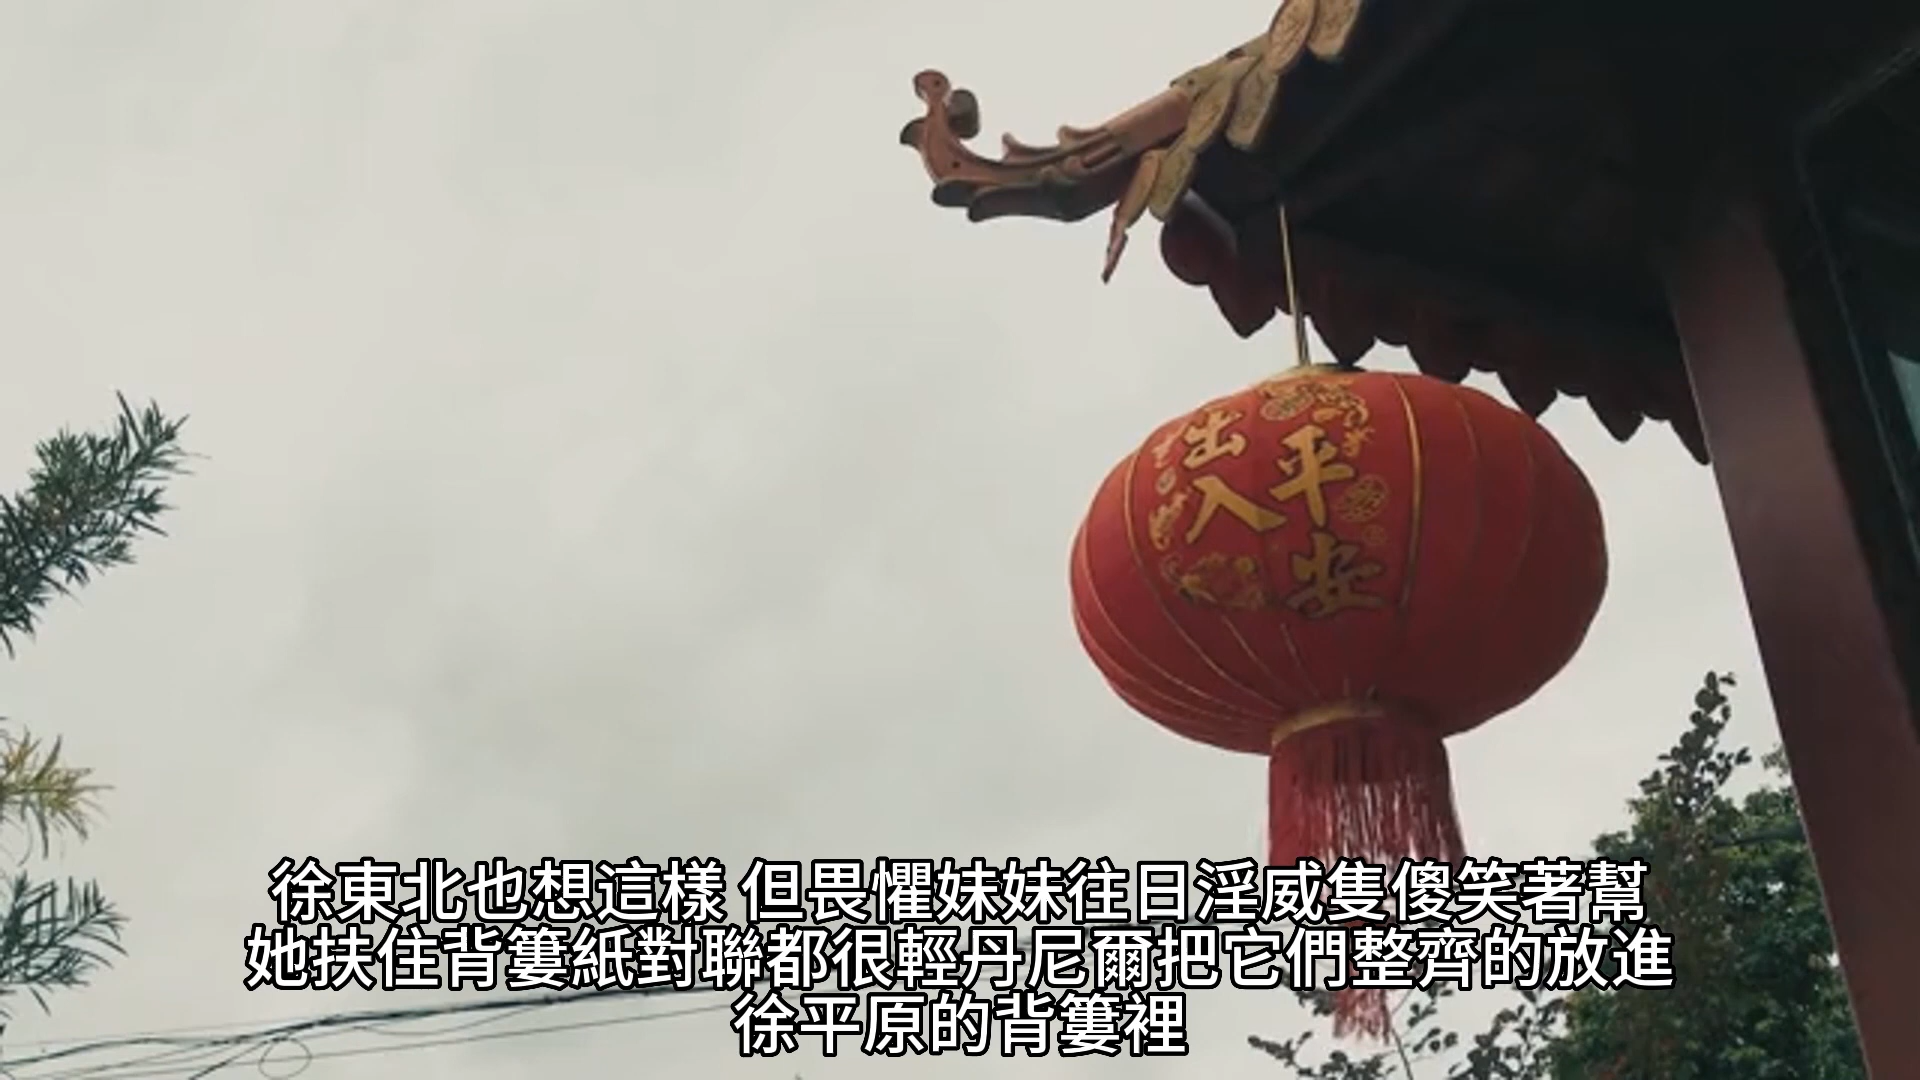 出入
平安
徐東北也想這樣 但畏懼妹妹往日淫威隻傻笑著幫
她扶住背簍紙對聯都很輕丹尼爾把它們整齊的放進
徐平原的背簍裡